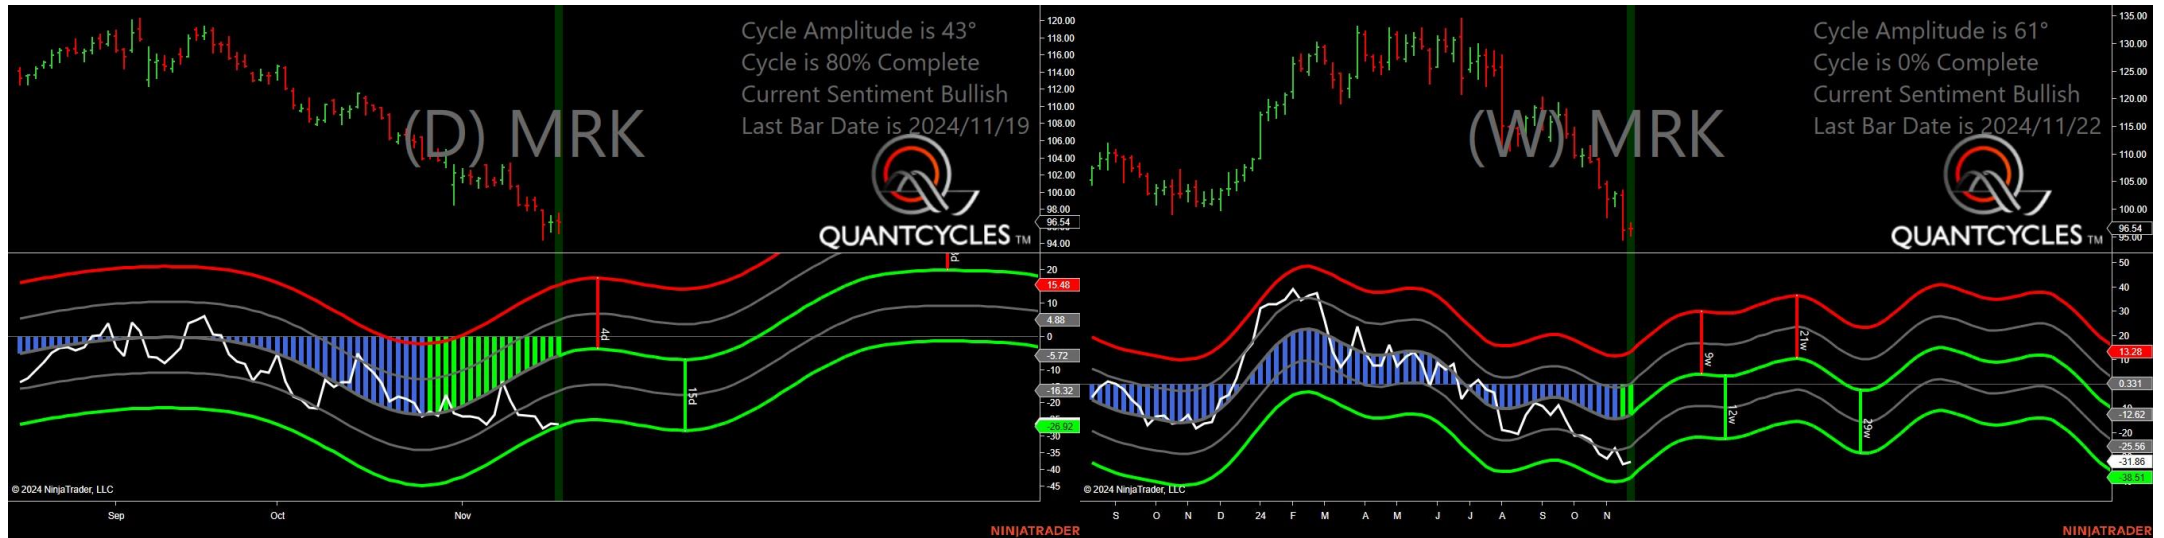 Cycle Amplitude is 43°
Cycle is 80% Complete
Current Sentiment Bullish
Last Bar Date is 2024/11/19
(D) MRK
QUANTCYCLES TM
120.00
118.00
116.00
114.00
112.00
110.00
108.00
106.00
104.00
102.00
100.00
98.00
96.54
94.00
20
15.48
10
4.88
0
-5.72
-10
-16.32
-20
-26.92
-30
-35
-40
-45
4d
15d
© 2024 NinjaTrader, LLC
Sep
Oct
Nov
NINJATRADER
Cycle Amplitude is 61°
Cycle is 0% Complete
Current Sentiment Bullish
Last Bar Date is 2024/11/22
(W) MRK
QUANTCYCLES TM
135.00
130.00
125.00
120.00
115.00
110.00
105.00
100.00
96.54
95.00
50
40
30
20
13.28
10
0.331
-12.62
-20
-25.56
-31.86
-38.51
9w
12w
21w
29w
© 2024 NinjaTrader, LLC
S O N D 24 F M A M J J A S O N
NINJATRADER